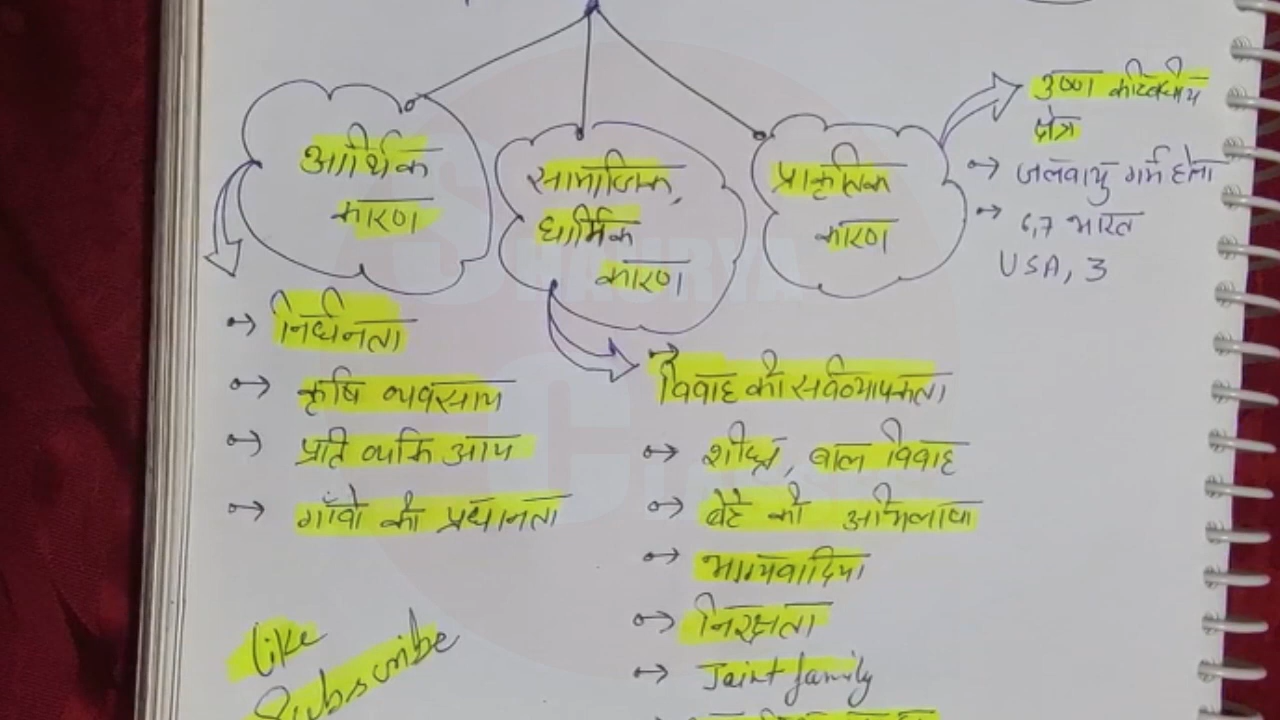 आर्थिक
कारण
सामाजिक,
धार्मिक
कारण
प्राकृतिक
कारण
उष्ण कटिबंधीय
क्षेत्र
जलवायु गर्म होना
6,7 भारत
USA, 3
निर्धनता
कृषि व्यवसाय
प्रति व्यक्ति आय
गाँवो की प्रधानता
विवाह की सर्वव्यापकता
शीघ्र, बाल विवाह
बेटे की अभिलाषा
भाग्यवादिया
निरक्षता
Joint family
Like
Subscribe